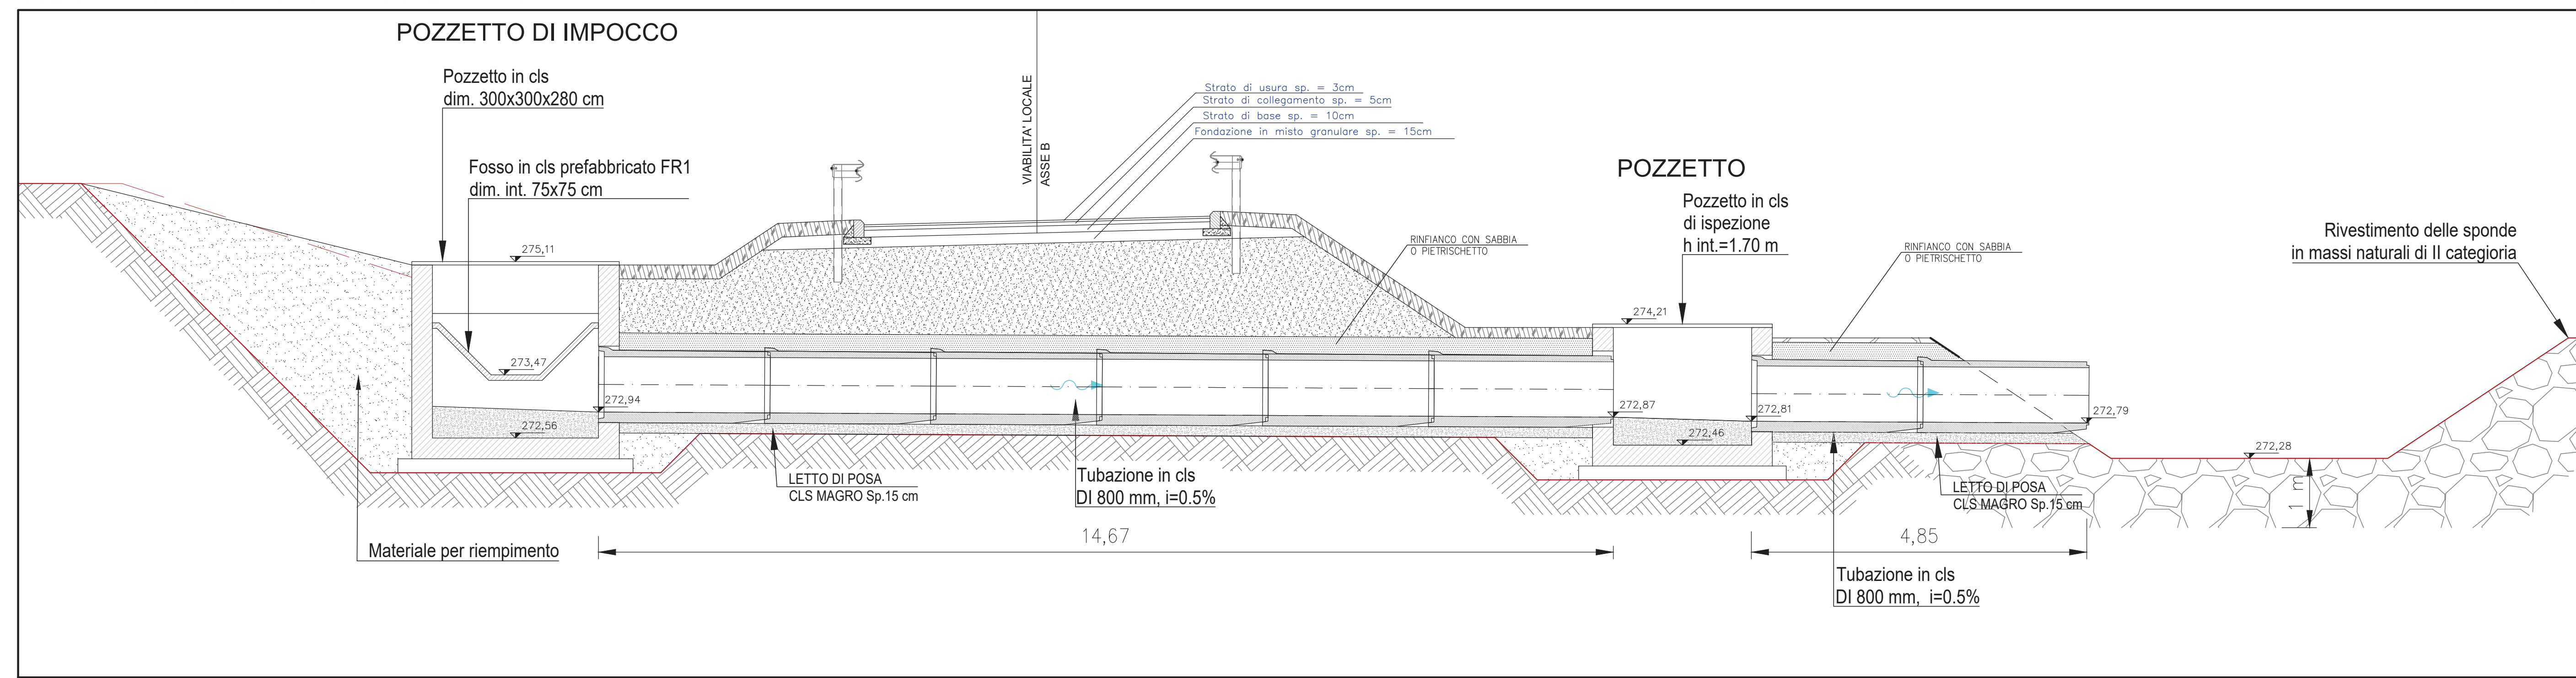 POZZETTO DI IMPOCCO
Pozzetto in cls
dim. 300x300x280 cm
Fosso in cls prefabbricato FR1
dim. int. 75x75 cm
VIABILITA' LOCALE
ASSE B
Strato di usura sp. = 3cm
Strato di collegamento sp. = 5cm
Strato di base sp. = 10cm
Fondazione in misto granulare sp. = 15cm
POZZETTO
Pozzetto in cls
di ispezione
h int.=1.70 m
RINFIANCO CON SABBIA
O PIETRISCHETTO
RINFIANCO CON SABBIA
O PIETRISCHETTO
Rivestimento delle sponde
in massi naturali di II categioria
275,11
273,47
272,94
272,56
274,21
272,87
272,81
272,46
272,79
272,28
1 m
LETTO DI POSA
CLS MAGRO Sp.15 cm
Tubazione in cls
DI 800 mm, i=0.5%
LETTO DI POSA
CLS MAGRO Sp.15 cm
Materiale per riempimento
14,67
4,85
Tubazione in cls
DI 800 mm, i=0.5%